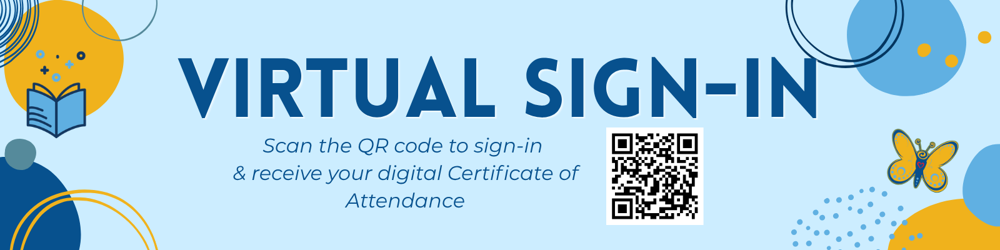 VIRTUAL SIGN-IN
Scan the QR code to sign-in
& receive your digital Certificate of
Attendance